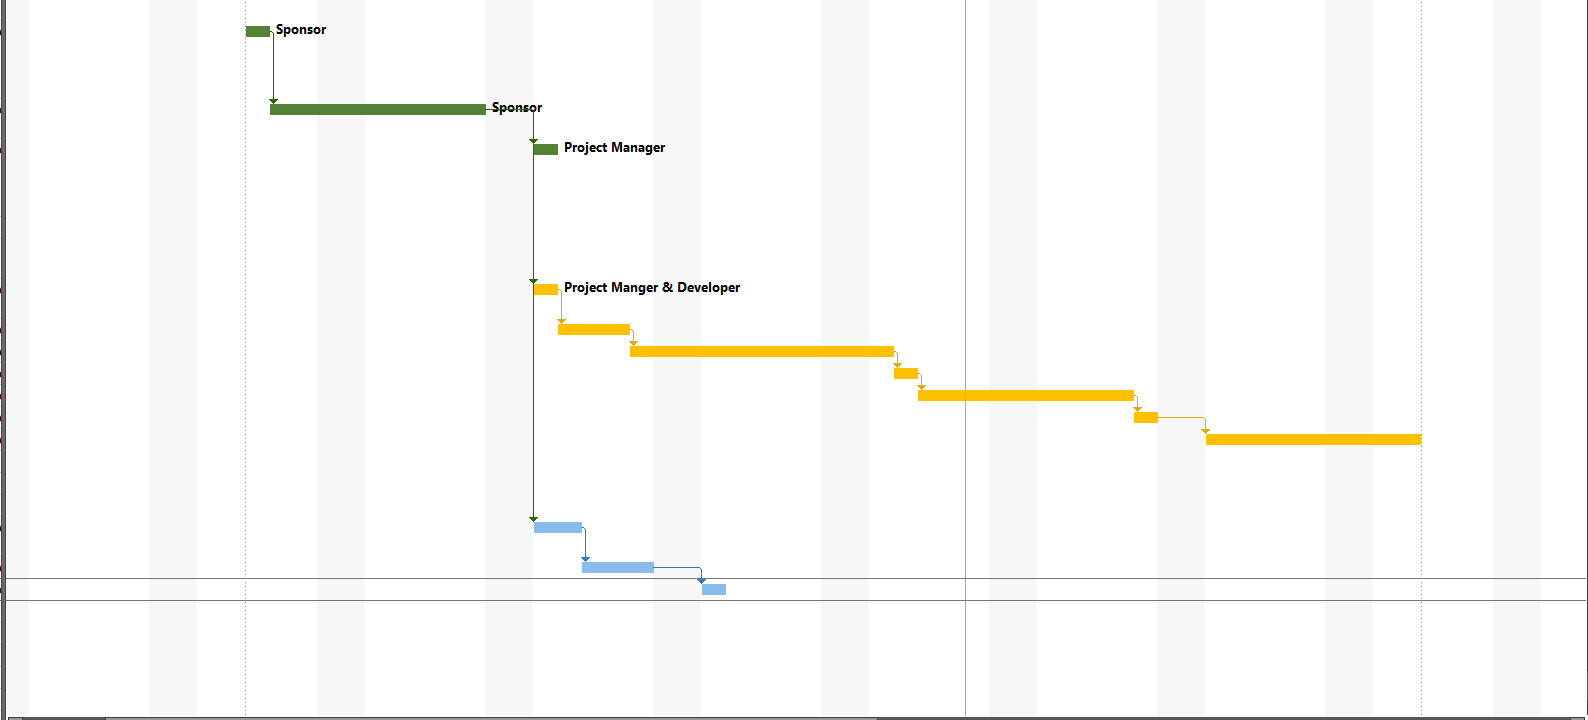 Sponsor
Sponsor
Project Manager
Project Manger & Developer